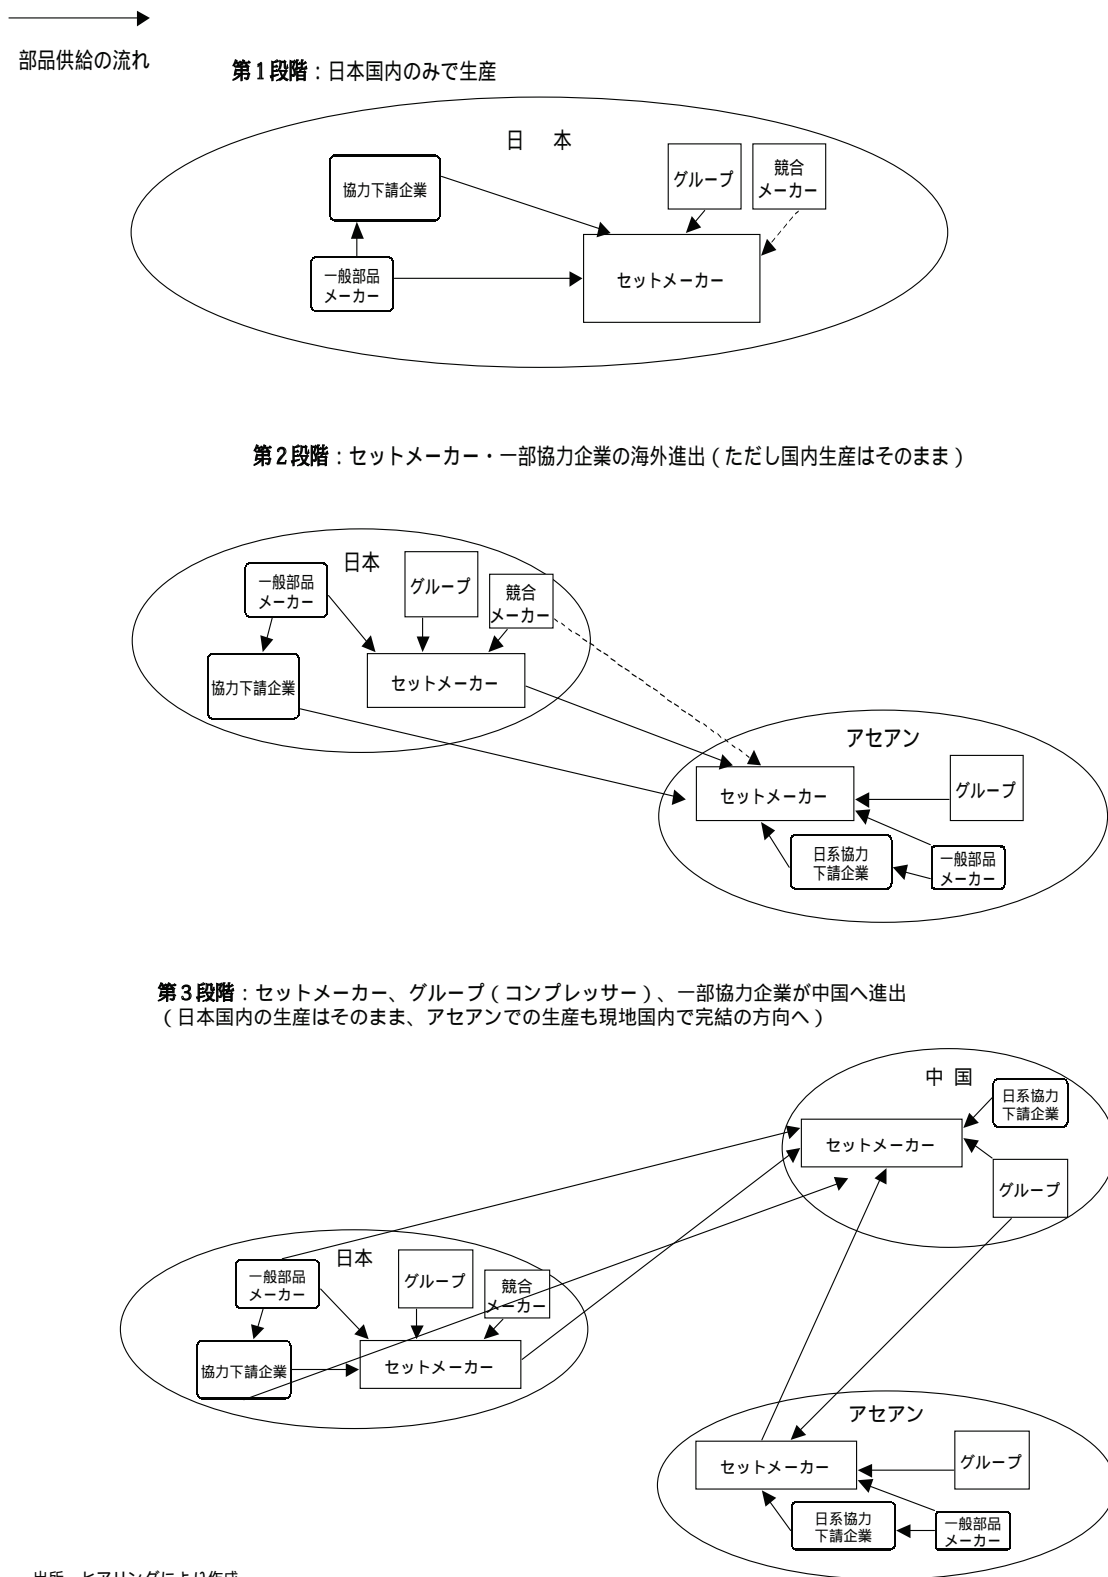 部品供給の流れ
第1段階：日本国内のみで生産
日 本
協力下請企業
グループ
競合
メーカー
一般部品
メーカー
セットメーカー
第2段階：セットメーカー・一部協力企業の海外進出（ただし国内生産はそのまま）
日本
一般部品
メーカー
グループ
競合
メーカー
協力下請企業
セットメーカー
アセアン
セットメーカー
グループ
日系協力
下請企業
一般部品
メーカー
第3段階：セットメーカー、グループ（コンプレッサー）、一部協力企業が中国へ進出
（日本国内の生産はそのまま、アセアンでの生産も現地国内で完結の方向へ）
中 国
日系協力
下請企業
セットメーカー
グループ
日本
一般部品
メーカー
グループ
競合
メーカー
協力下請企業
セットメーカー
アセアン
セットメーカー
グループ
日系協力
下請企業
一般部品
メーカー
出所 ヒアリングにより作成